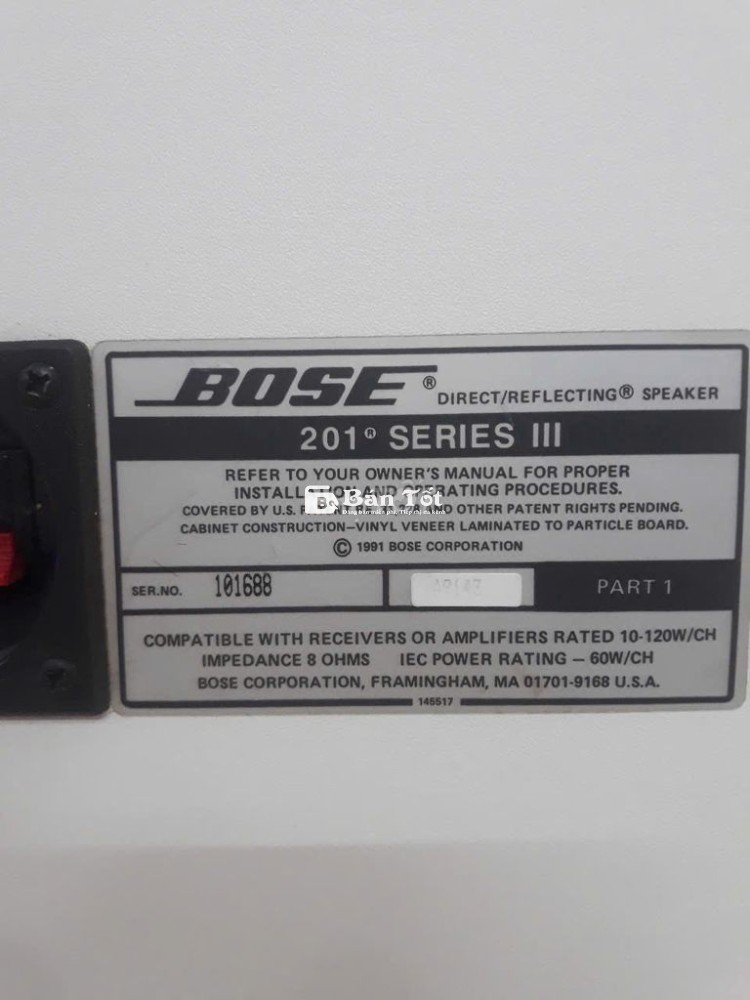 BOSE® DIRECT/REFLECTING® SPEAKER
201® SERIES III
REFER TO YOUR OWNER'S MANUAL FOR PROPER
INSTALLATION AND OPERATING PROCEDURES.
COVERED BY U.S. OTHER PATENT RIGHTS PENDING.
CABINET CONSTRUCTION–VINYL VENEER LAMINATED TO PARTICLE BOARD.
Bán Tốt
© 1991 BOSE CORPORATION
SER.NO. 101688
PART 1
COMPATIBLE WITH RECEIVERS OR AMPLIFIERS RATED 10-120W/CH
IMPEDANCE 8 OHMS IEC POWER RATING – 60W/CH
BOSE CORPORATION, FRAMINGHAM, MA 01701-9168 U.S.A.
145517